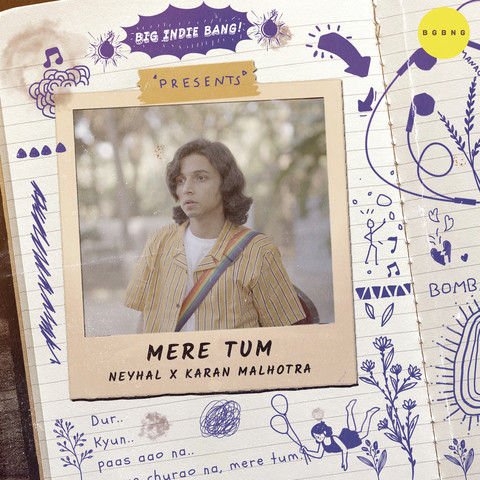 BIG INDIE BANG!
BGBNG
"PRESENTS"
MERE TUM
NEYHAL X KARAN MALHOTRA
BOMB
Dur..
Kyun..
paas aao na..
churao na, mere tum..